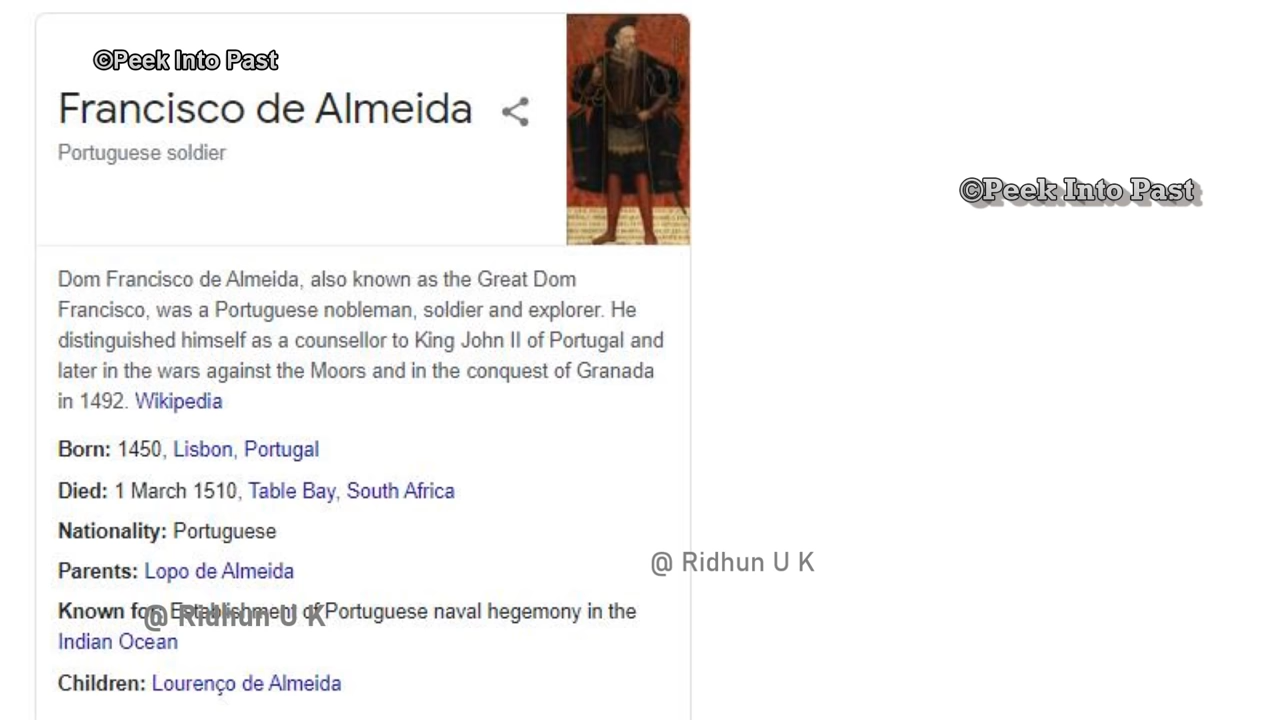 ©Peek Into Past
Francisco de Almeida
Portuguese soldier
©Peek Into Past
Dom Francisco de Almeida, also known as the Great Dom
Francisco, was a Portuguese nobleman, soldier and explorer. He
distinguished himself as a counsellor to King John II of Portugal and
later in the wars against the Moors and in the conquest of Granada
in 1492. Wikipedia
Born: 1450, Lisbon, Portugal
Died: 1 March 1510, Table Bay, South Africa
Nationality: Portuguese
@ Ridhun U K
Parents: Lopo de Almeida
Known for: Establishment of Portuguese naval hegemony in the
@ Ridhun U K
Indian Ocean
Children: Lourenço de Almeida